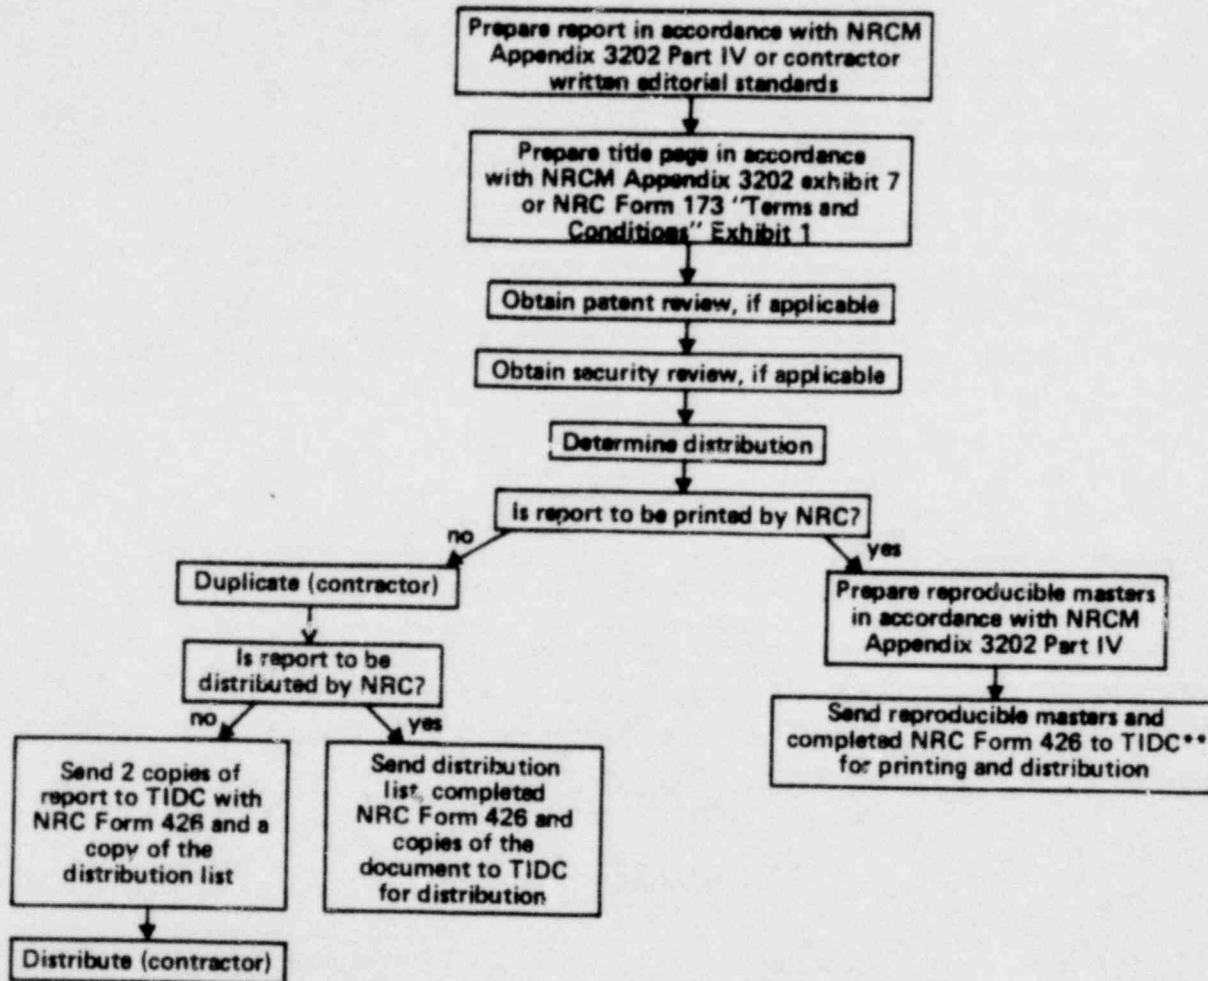 Prepare report in accordance with NRCM
Appendix 3202 Part IV or contractor
written editorial standards
Prepare title page in accordance
with NRCM Appendix 3202 exhibit 7
or NRC Form 173 "Terms and
Conditions" Exhibit 1
Obtain patent review, if applicable
Obtain security review, if applicable
Determine distribution
Is report to be printed by NRC?
no
yes
Duplicate (contractor)
Is report to be
distributed by NRC?
no
yes
Send 2 copies of
report to TIDC with
NRC Form 426 and a
copy of the
distribution list
Distribute (contractor)
Send distribution
list, completed
NRC Form 426 and
copies of the
document to TIDC
for distribution
Prepare reproducible masters
in accordance with NRCM
Appendix 3202 Part IV
Send reproducible masters and
completed NRC Form 426 to TIDC**
for printing and distribution